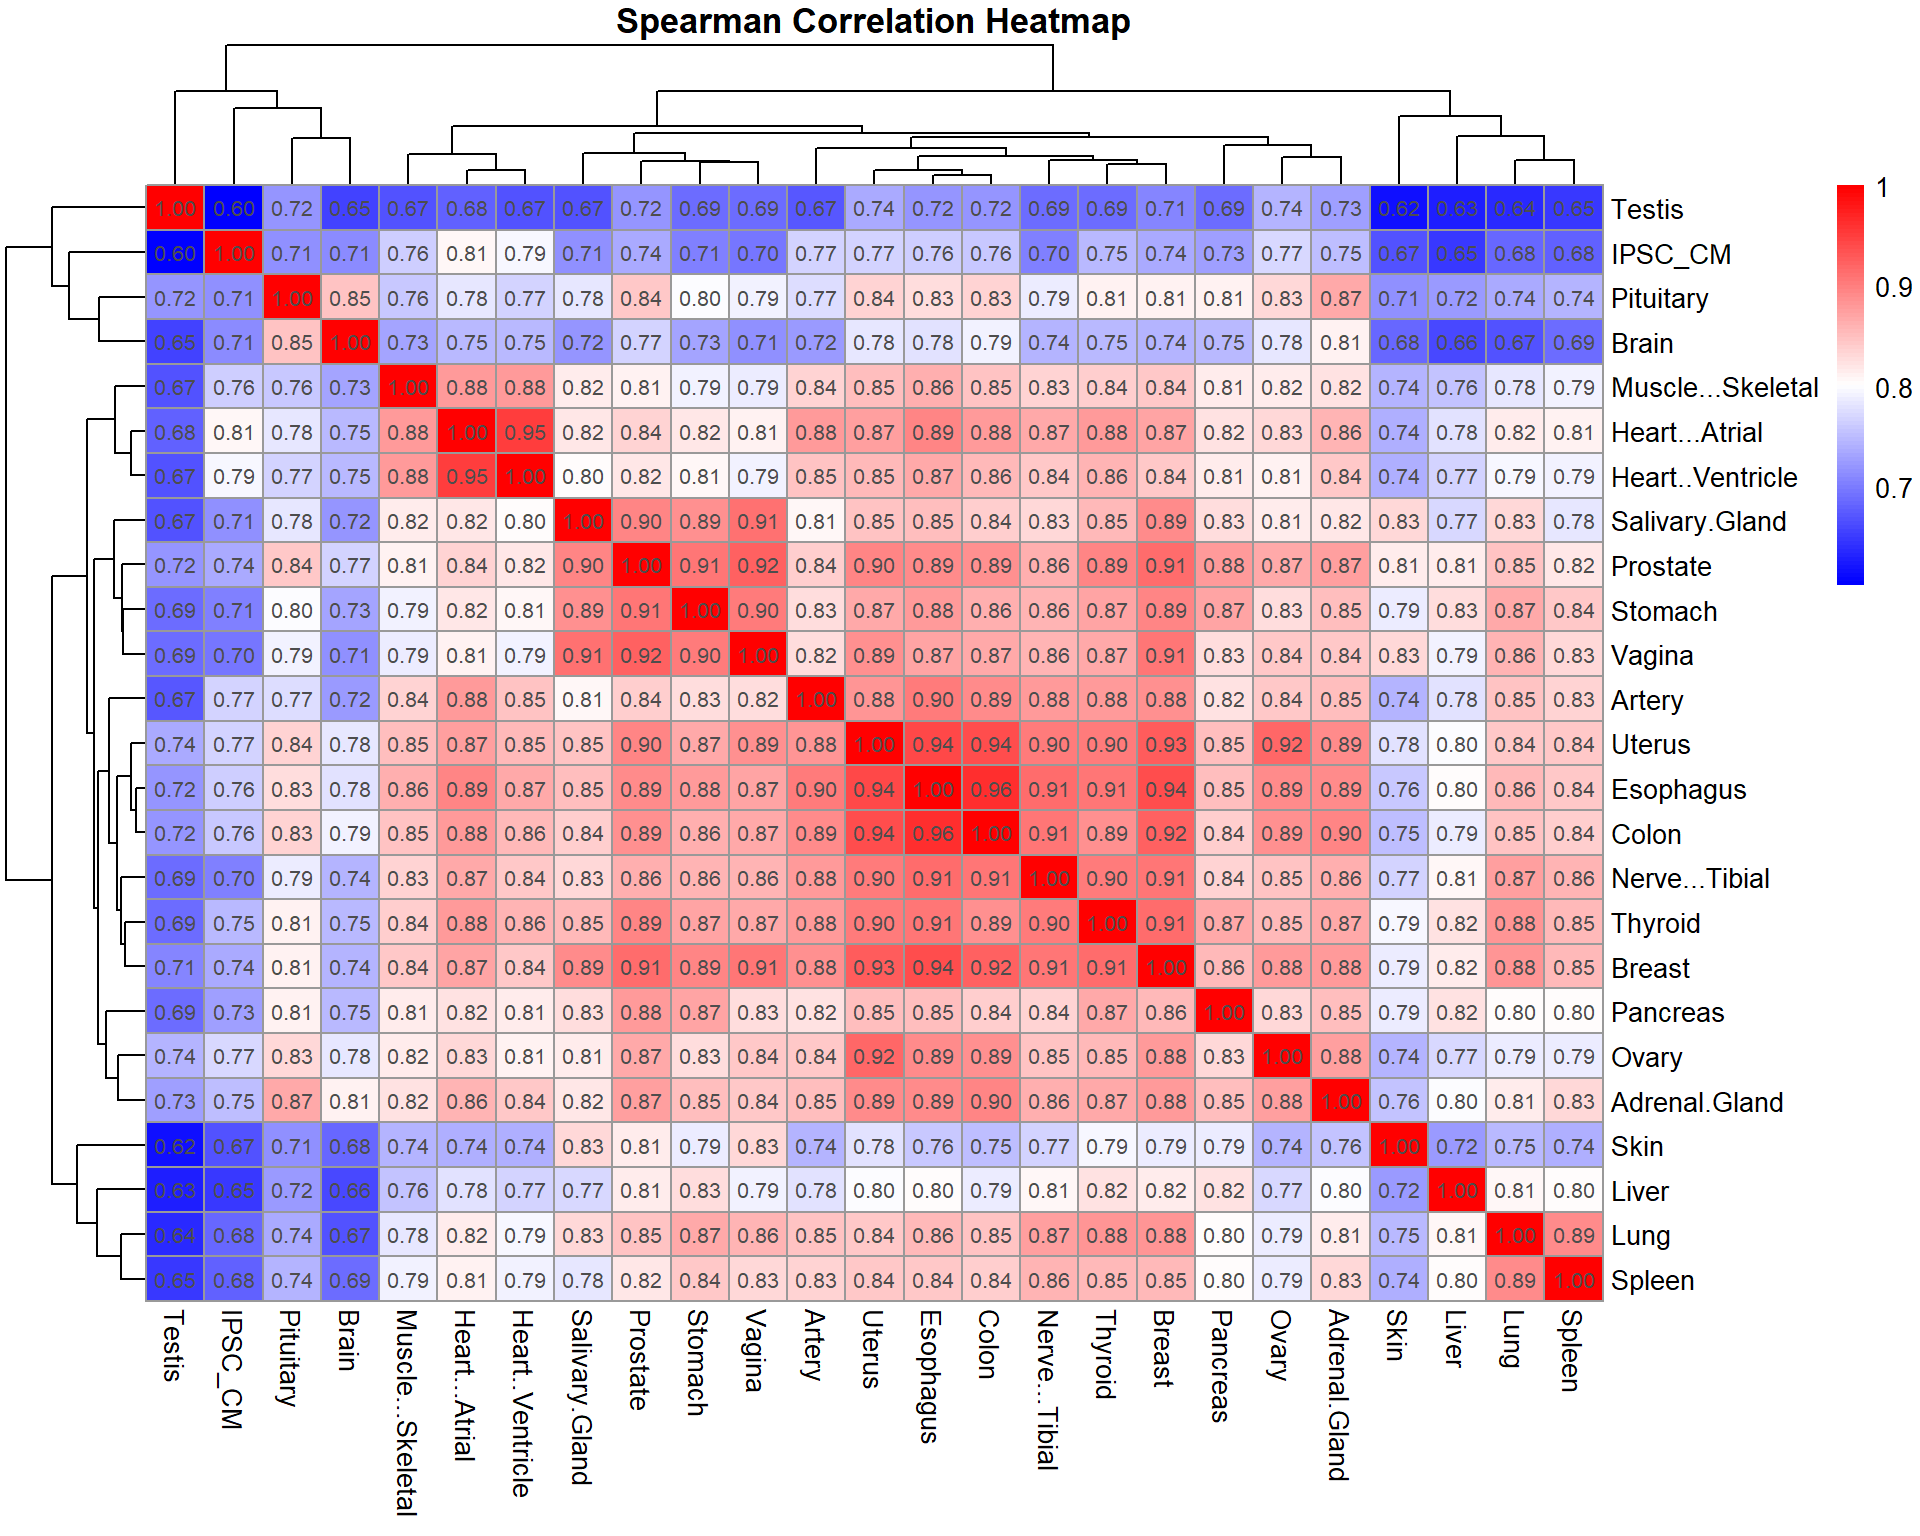 Spearman Correlation Heatmap
1.00 0.60 0.72 0.65 0.67 0.68 0.67 0.67 0.72 0.69 0.69 0.67 0.74 0.72 0.72 0.69 0.69 0.71 0.69 0.74 0.73 0.62 0.63 0.64 0.65 Testis
0.60 1.00 0.71 0.71 0.76 0.81 0.79 0.71 0.74 0.71 0.70 0.77 0.77 0.76 0.76 0.70 0.75 0.74 0.73 0.77 0.75 0.67 0.65 0.68 0.68 IPSC_CM
0.72 0.71 1.00 0.85 0.76 0.78 0.77 0.78 0.84 0.80 0.79 0.77 0.84 0.83 0.83 0.79 0.81 0.81 0.81 0.83 0.87 0.71 0.72 0.74 0.74 Pituitary
0.65 0.71 0.85 1.00 0.73 0.75 0.75 0.72 0.77 0.73 0.71 0.72 0.78 0.78 0.79 0.74 0.75 0.74 0.75 0.78 0.81 0.68 0.66 0.67 0.69 Brain
0.67 0.76 0.76 0.73 1.00 0.88 0.88 0.82 0.81 0.79 0.79 0.84 0.85 0.86 0.85 0.83 0.84 0.84 0.81 0.82 0.82 0.74 0.76 0.78 0.79 Muscle...Skeletal
0.68 0.81 0.78 0.75 0.88 1.00 0.95 0.82 0.84 0.82 0.81 0.88 0.87 0.89 0.88 0.87 0.88 0.87 0.82 0.83 0.86 0.74 0.78 0.82 0.81 Heart...Atrial
0.67 0.79 0.77 0.75 0.88 0.95 1.00 0.80 0.82 0.81 0.79 0.85 0.85 0.87 0.86 0.84 0.86 0.84 0.81 0.81 0.84 0.74 0.77 0.79 0.79 Heart..Ventricle
0.67 0.71 0.78 0.72 0.82 0.82 0.80 1.00 0.90 0.89 0.91 0.81 0.85 0.85 0.84 0.83 0.85 0.89 0.83 0.81 0.82 0.83 0.77 0.83 0.78 Salivary.Gland
0.72 0.74 0.84 0.77 0.81 0.84 0.82 0.90 1.00 0.91 0.92 0.84 0.90 0.89 0.89 0.86 0.89 0.91 0.88 0.87 0.87 0.81 0.81 0.85 0.82 Prostate
0.69 0.71 0.80 0.73 0.79 0.82 0.81 0.89 0.91 1.00 0.90 0.83 0.87 0.88 0.86 0.86 0.87 0.89 0.87 0.83 0.85 0.79 0.83 0.87 0.84 Stomach
0.69 0.70 0.79 0.71 0.79 0.81 0.79 0.91 0.92 0.90 1.00 0.82 0.89 0.87 0.87 0.86 0.87 0.91 0.83 0.84 0.84 0.83 0.79 0.86 0.83 Vagina
0.67 0.77 0.77 0.72 0.84 0.88 0.85 0.81 0.84 0.83 0.82 1.00 0.88 0.90 0.89 0.88 0.88 0.88 0.82 0.84 0.85 0.74 0.78 0.85 0.83 Artery
0.74 0.77 0.84 0.78 0.85 0.87 0.85 0.85 0.90 0.87 0.89 0.88 1.00 0.94 0.94 0.90 0.90 0.93 0.85 0.92 0.89 0.78 0.80 0.84 0.84 Uterus
0.72 0.76 0.83 0.78 0.86 0.89 0.87 0.85 0.89 0.88 0.87 0.90 0.94 1.00 0.96 0.91 0.91 0.94 0.85 0.89 0.89 0.76 0.80 0.86 0.84 Esophagus
0.72 0.76 0.83 0.79 0.85 0.88 0.86 0.84 0.89 0.86 0.87 0.89 0.94 0.96 1.00 0.91 0.89 0.92 0.84 0.89 0.90 0.75 0.79 0.85 0.84 Colon
0.69 0.70 0.79 0.74 0.83 0.87 0.84 0.83 0.86 0.86 0.86 0.88 0.90 0.91 0.91 1.00 0.90 0.91 0.84 0.85 0.86 0.77 0.81 0.87 0.86 Nerve...Tibial
0.69 0.75 0.81 0.75 0.84 0.88 0.86 0.85 0.89 0.87 0.87 0.88 0.90 0.91 0.89 0.90 1.00 0.91 0.87 0.85 0.87 0.79 0.82 0.88 0.85 Thyroid
0.71 0.74 0.81 0.74 0.84 0.87 0.84 0.89 0.91 0.89 0.91 0.88 0.93 0.94 0.92 0.91 0.91 1.00 0.86 0.88 0.88 0.79 0.82 0.88 0.85 Breast
0.69 0.73 0.81 0.75 0.81 0.82 0.81 0.83 0.88 0.87 0.83 0.82 0.85 0.85 0.84 0.84 0.87 0.86 1.00 0.83 0.85 0.79 0.82 0.80 0.80 Pancreas
0.74 0.77 0.83 0.78 0.82 0.83 0.81 0.81 0.87 0.83 0.84 0.84 0.92 0.89 0.89 0.85 0.85 0.88 0.83 1.00 0.88 0.74 0.77 0.79 0.79 Ovary
0.73 0.75 0.87 0.81 0.82 0.86 0.84 0.82 0.87 0.85 0.84 0.85 0.89 0.89 0.90 0.86 0.87 0.88 0.85 0.88 1.00 0.76 0.80 0.81 0.83 Adrenal.Gland
0.62 0.67 0.71 0.68 0.74 0.74 0.74 0.83 0.81 0.79 0.83 0.74 0.78 0.76 0.75 0.77 0.79 0.79 0.79 0.74 0.76 1.00 0.72 0.75 0.74 Skin
0.63 0.65 0.72 0.66 0.76 0.78 0.77 0.77 0.81 0.83 0.79 0.78 0.80 0.80 0.79 0.81 0.82 0.82 0.82 0.77 0.80 0.72 1.00 0.81 0.80 Liver
0.64 0.68 0.74 0.67 0.78 0.82 0.79 0.83 0.85 0.87 0.86 0.85 0.84 0.86 0.85 0.87 0.88 0.88 0.80 0.79 0.81 0.75 0.81 1.00 0.89 Lung
0.65 0.68 0.74 0.69 0.79 0.81 0.79 0.78 0.82 0.84 0.83 0.83 0.84 0.84 0.84 0.86 0.85 0.85 0.80 0.79 0.83 0.74 0.80 0.89 1.00 Spleen
Testis
IPSC_CM
Pituitary
Brain
Muscle...Skeletal
Heart...Atrial
Heart..Ventricle
Salivary.Gland
Prostate
Stomach
Vagina
Artery
Uterus
Esophagus
Colon
Nerve...Tibial
Thyroid
Breast
Pancreas
Ovary
Adrenal.Gland
Skin
Liver
Lung
Spleen
1
0.9
0.8
0.7